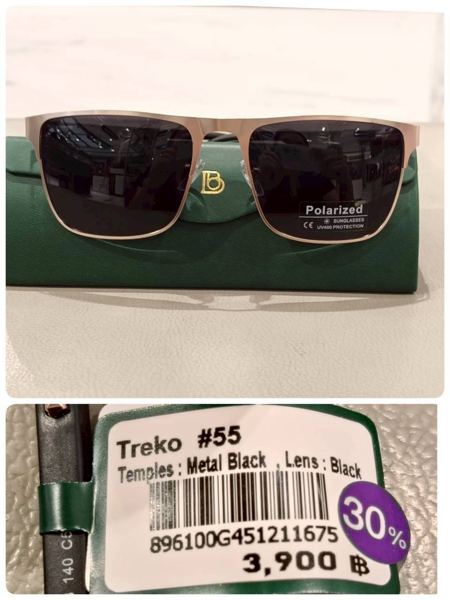 B
Polarized
SUNGLASSES
CE UV400 PROTECTION
Treko #55
Temples : Metal Black , Lens : Black
896100G451211675
30%
3,900 ฿
140